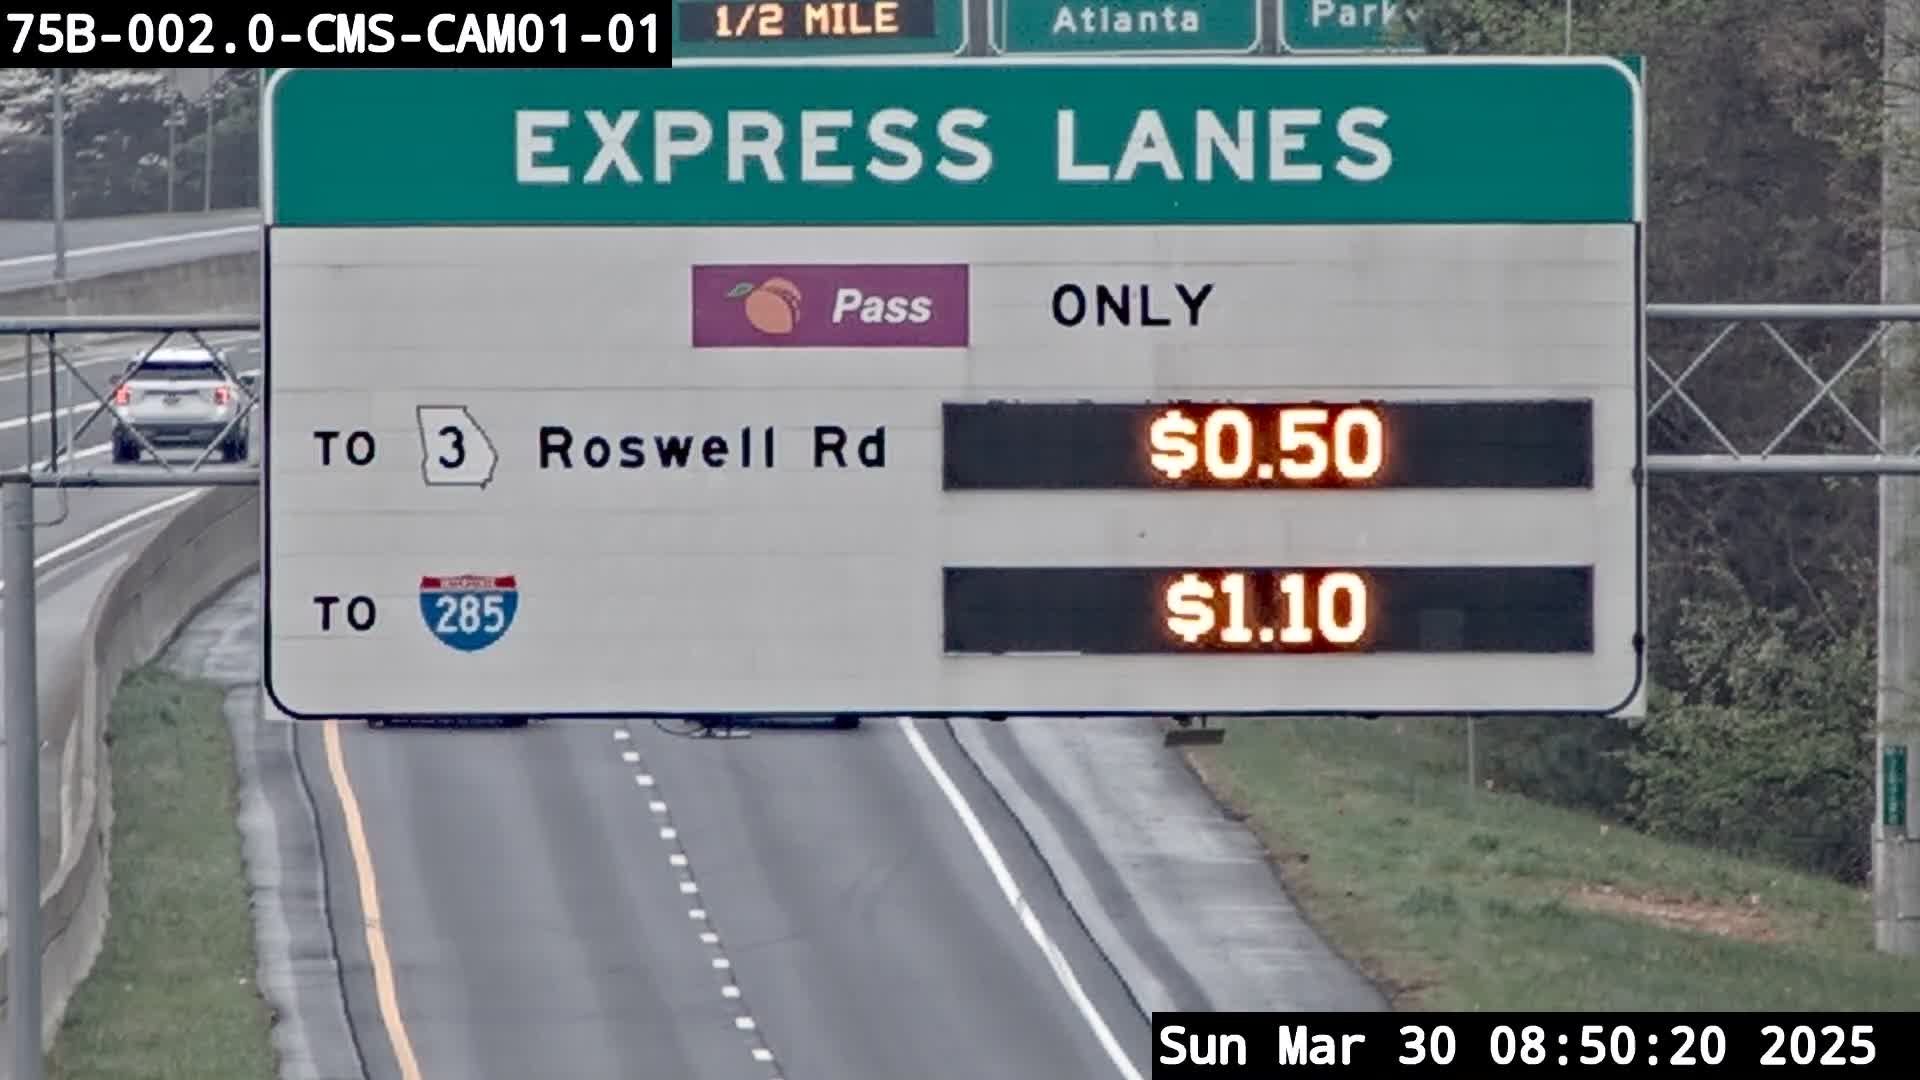 75B-002.0-CMS-CAM01-01
1/2 MILE
Atlanta
EXPRESS LANES
Pass ONLY
TO 3 Roswell Rd $0.50
TO 285 $1.10
Sun Mar 30 08:50:20 2025